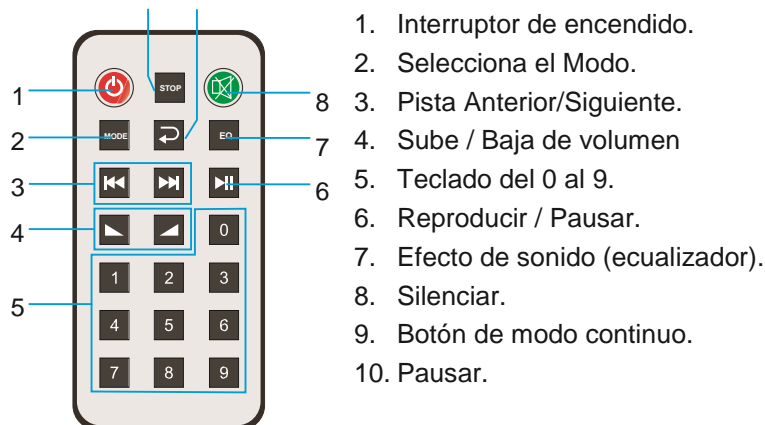 1. Interruptor de encendido.
2. Selecciona el Modo.
3. Pista Anterior/Siguiente.
4. Sube / Baja de volumen
5. Teclado del 0 al 9.
6. Reproducir / Pausar.
7. Efecto de sonido (ecualizador).
8. Silenciar.
9. Botón de modo continuo.
10. Pausar.
STOP
1
8
MODE
EQ
2
7
3
6
4
0
1 2 3
5
4 5 6
7 8 9